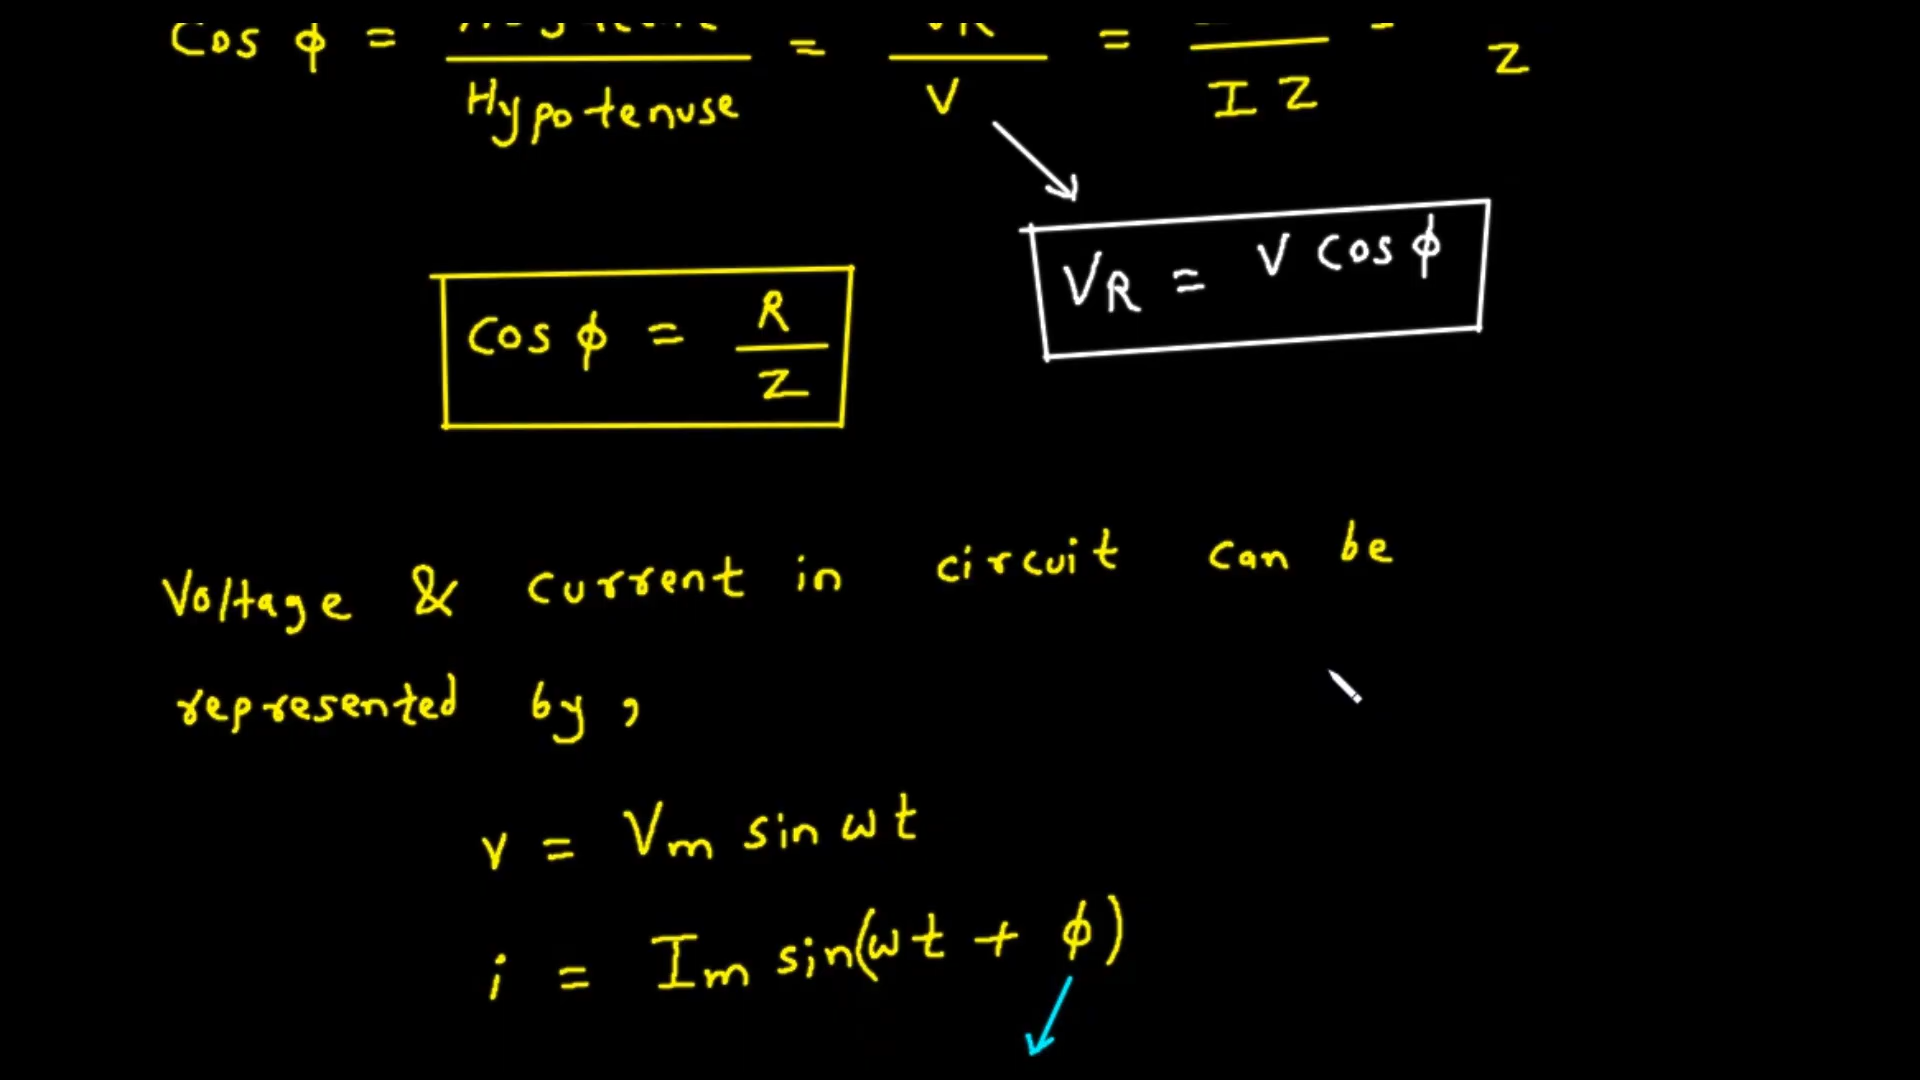 Cos φ = / Hypotenuse = VR / V = / I Z = / Z
VR = V Cos φ
Cos φ = R / Z
Voltage & current in circuit can be
represented by,
v = Vm sin ωt
i = Im sin(ωt + φ)